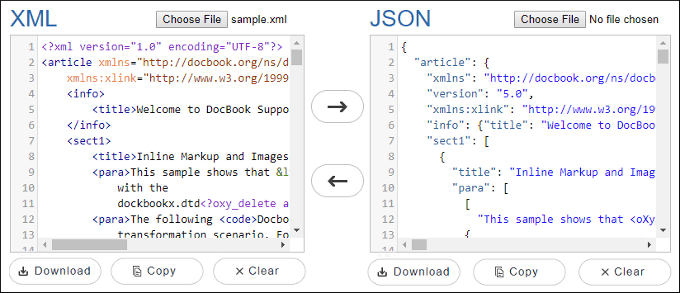 XML
Choose File sample.xml
1 <?xml version="1.0" encoding="UTF-8"?>
2 <article xmlns="http://docbook.org/ns/d
3 xmlns:xlink="http://www.w3.org/1999
4 <info>
5 <title>Welcome to DocBook Suppo
6 </info>
7 <sect1>
8 <title>Inline Markup and Images
9 <para>This sample shows that &l
10 with the
11 dockbookx.dtd<?oxy_delete a
12 <para>The following <code>Docbo
13 transformation scenario. Fo
14
Download
Copy
Clear
JSON
Choose File No file chosen
1 {
2 "article": {
3 "xmlns": "http://docbook.org/ns/docb
4 "version": "5.0",
5 "xmlns:xlink": "http://www.w3.org/19
6 "info": {"title": "Welcome to DocBoo
7 "sect1": [
8 {
9 "title": "Inline Markup and Imag
10 "para": [
11 [
12 "This sample shows that <oXy
13 {
14
Download
Copy
Clear